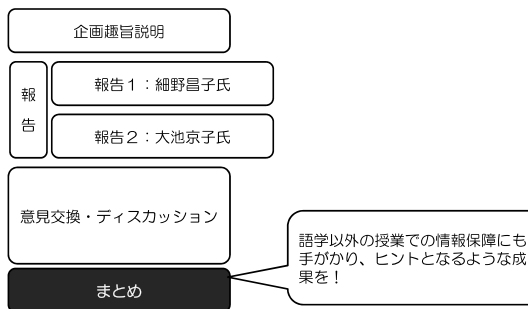 企画趣旨説明
報
告
報告１：細野昌子氏
報告２：大池京子氏
意見交換・ディスカッション
まとめ
語学以外の授業での情報保障にも
手がかり、ヒントとなるような成
果を！